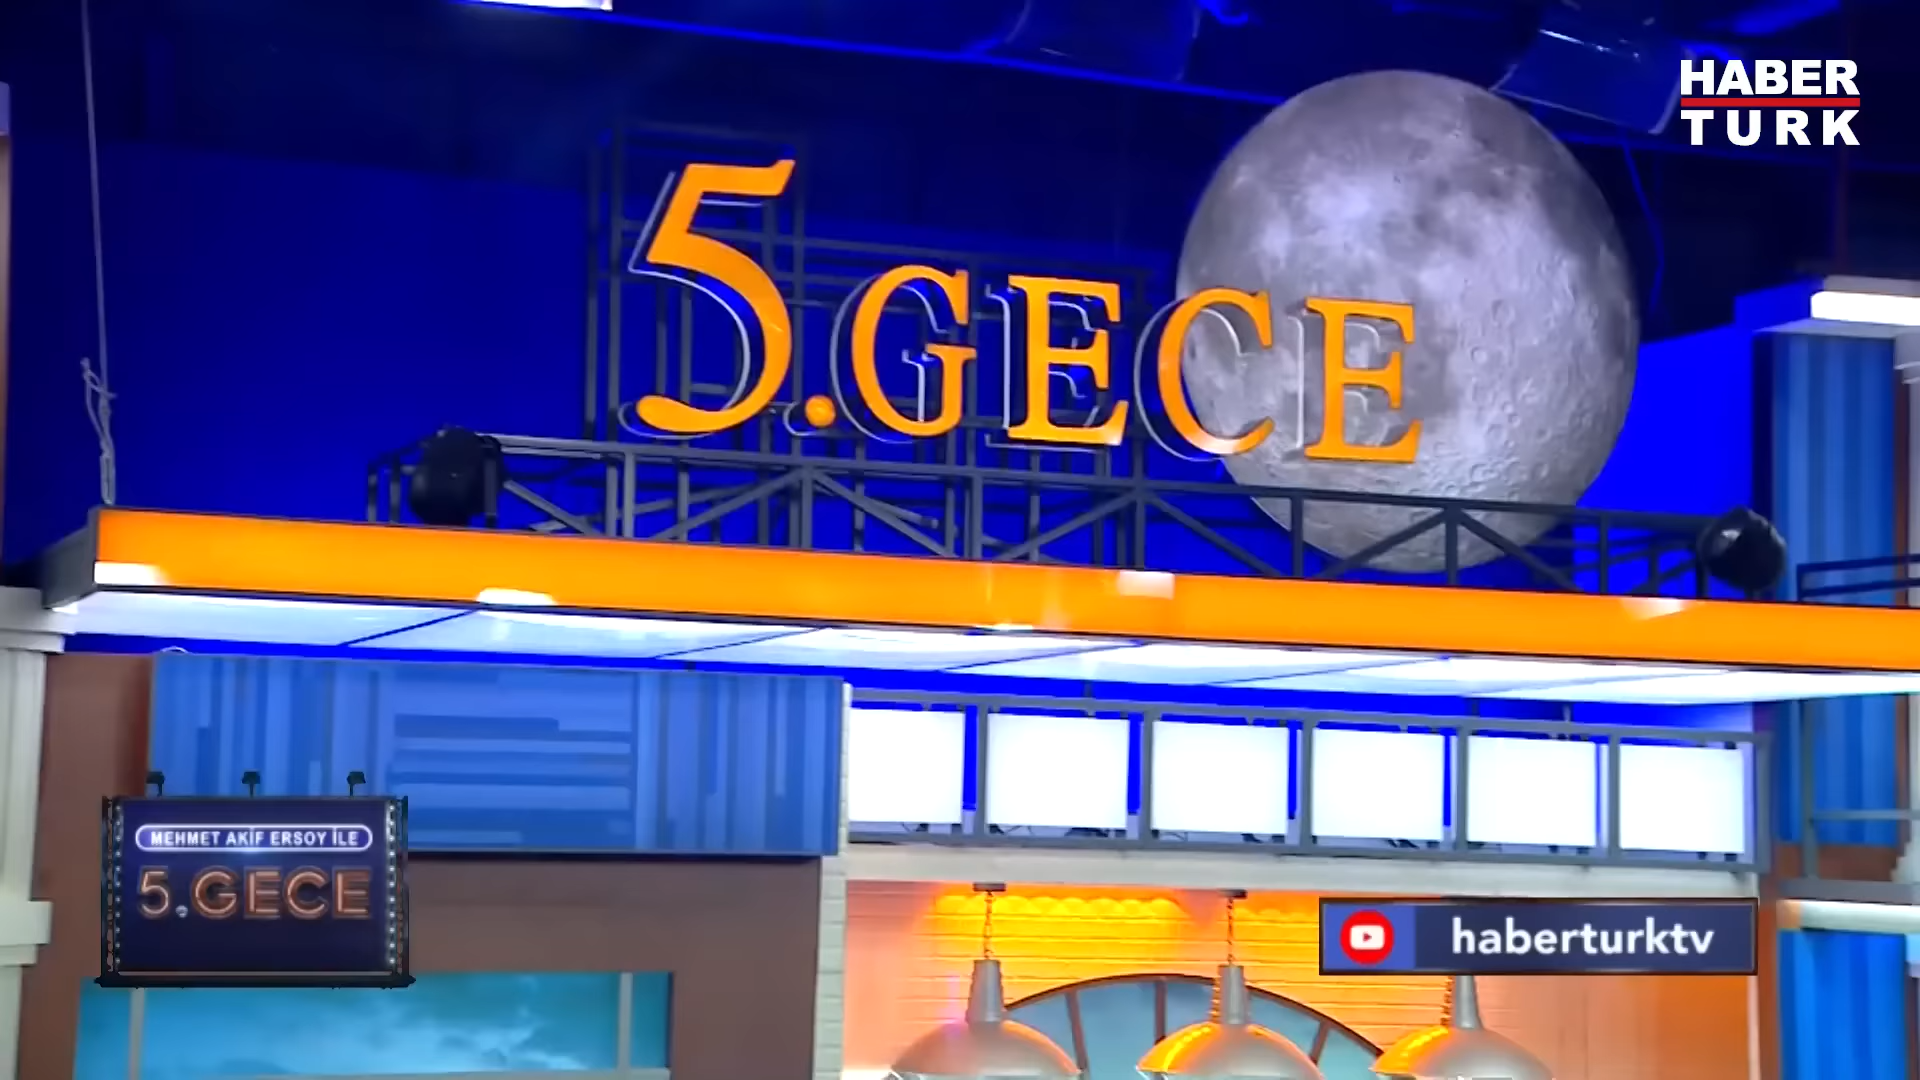 HABER
TURK
5.GECE
MEHMET AKİF ERSOY İLE
5.GECE
haberturktv